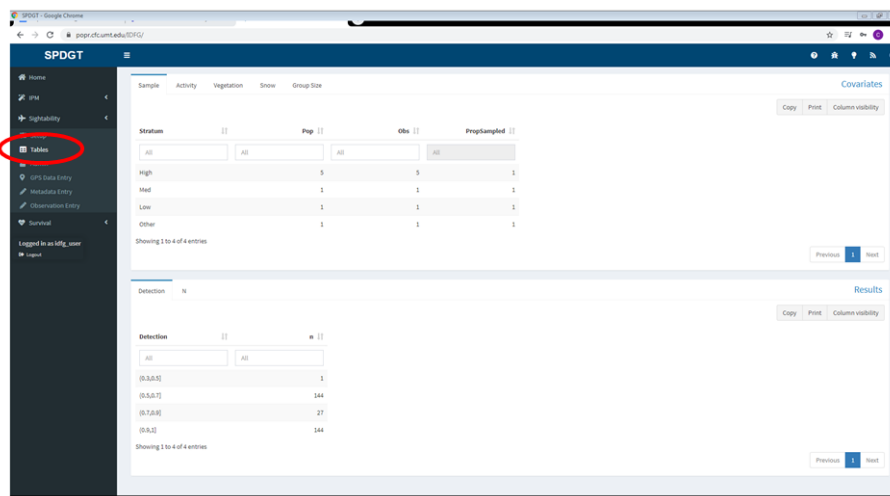 SPDGT - Google Chrome
popr.cfc.umt.edu/IDFG/
SPDGT
Home
IPM
Sightability
Tables
GPS Data Entry
Metadata Entry
Observation Entry
Survival
Logged in as idfg_user
Logout
Sample Activity Vegetation Snow Group Size Covariates
Copy Print Column visibility
Stratum Pop Obs PropSampled
All All All All
High 5 5 1
Med 1 1 1
Low 1 1 1
Other 1 1 1
Showing 1 to 4 of 4 entries
Previous 1 Next
Detection N Results
Copy Print Column visibility
Detection n
All All
(0.3,0.5] 1
(0.5,0.7] 144
(0.7,0.9] 27
(0.9,1] 144
Showing 1 to 4 of 4 entries
Previous 1 Next